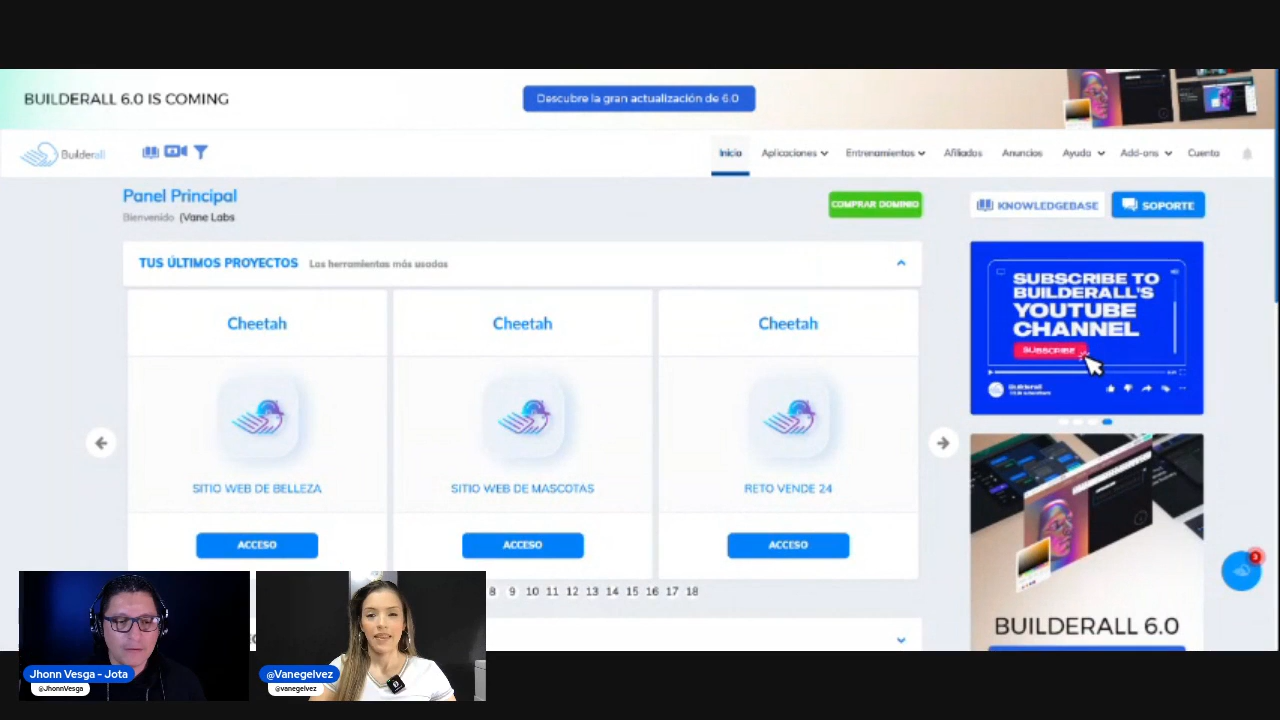 BUILDERALL 6.0 IS COMING
Descubre la gran actualización de 6.0
Builderall
Inicio
Aplicaciones
Entrenamientos
Afiliados
Anuncios
Ayuda
Add-ons
Cuenta
Panel Principal
Bienvenido (Vane Labs
COMPRAR DOMINIO
KNOWLEDGEBASE
SOPORTE
TUS ÚLTIMOS PROYECTOS Las herramientas más usadas
Cheetah
Cheetah
Cheetah
SITIO WEB DE BELLEZA
SITIO WEB DE MASCOTAS
RETO VENDE 24
ACCESO
ACCESO
ACCESO
8 9 10 11 12 13 14 15 16 17 18
SUBSCRIBE TO
BUILDERALL'S
YOUTUBE
CHANNEL
SUBSCRIBE
Builderall
3
BUILDERALL 6.0
Jhonn Vesga - Jota
@JhonnVesga
@Vanegelvez
@vanegelvez